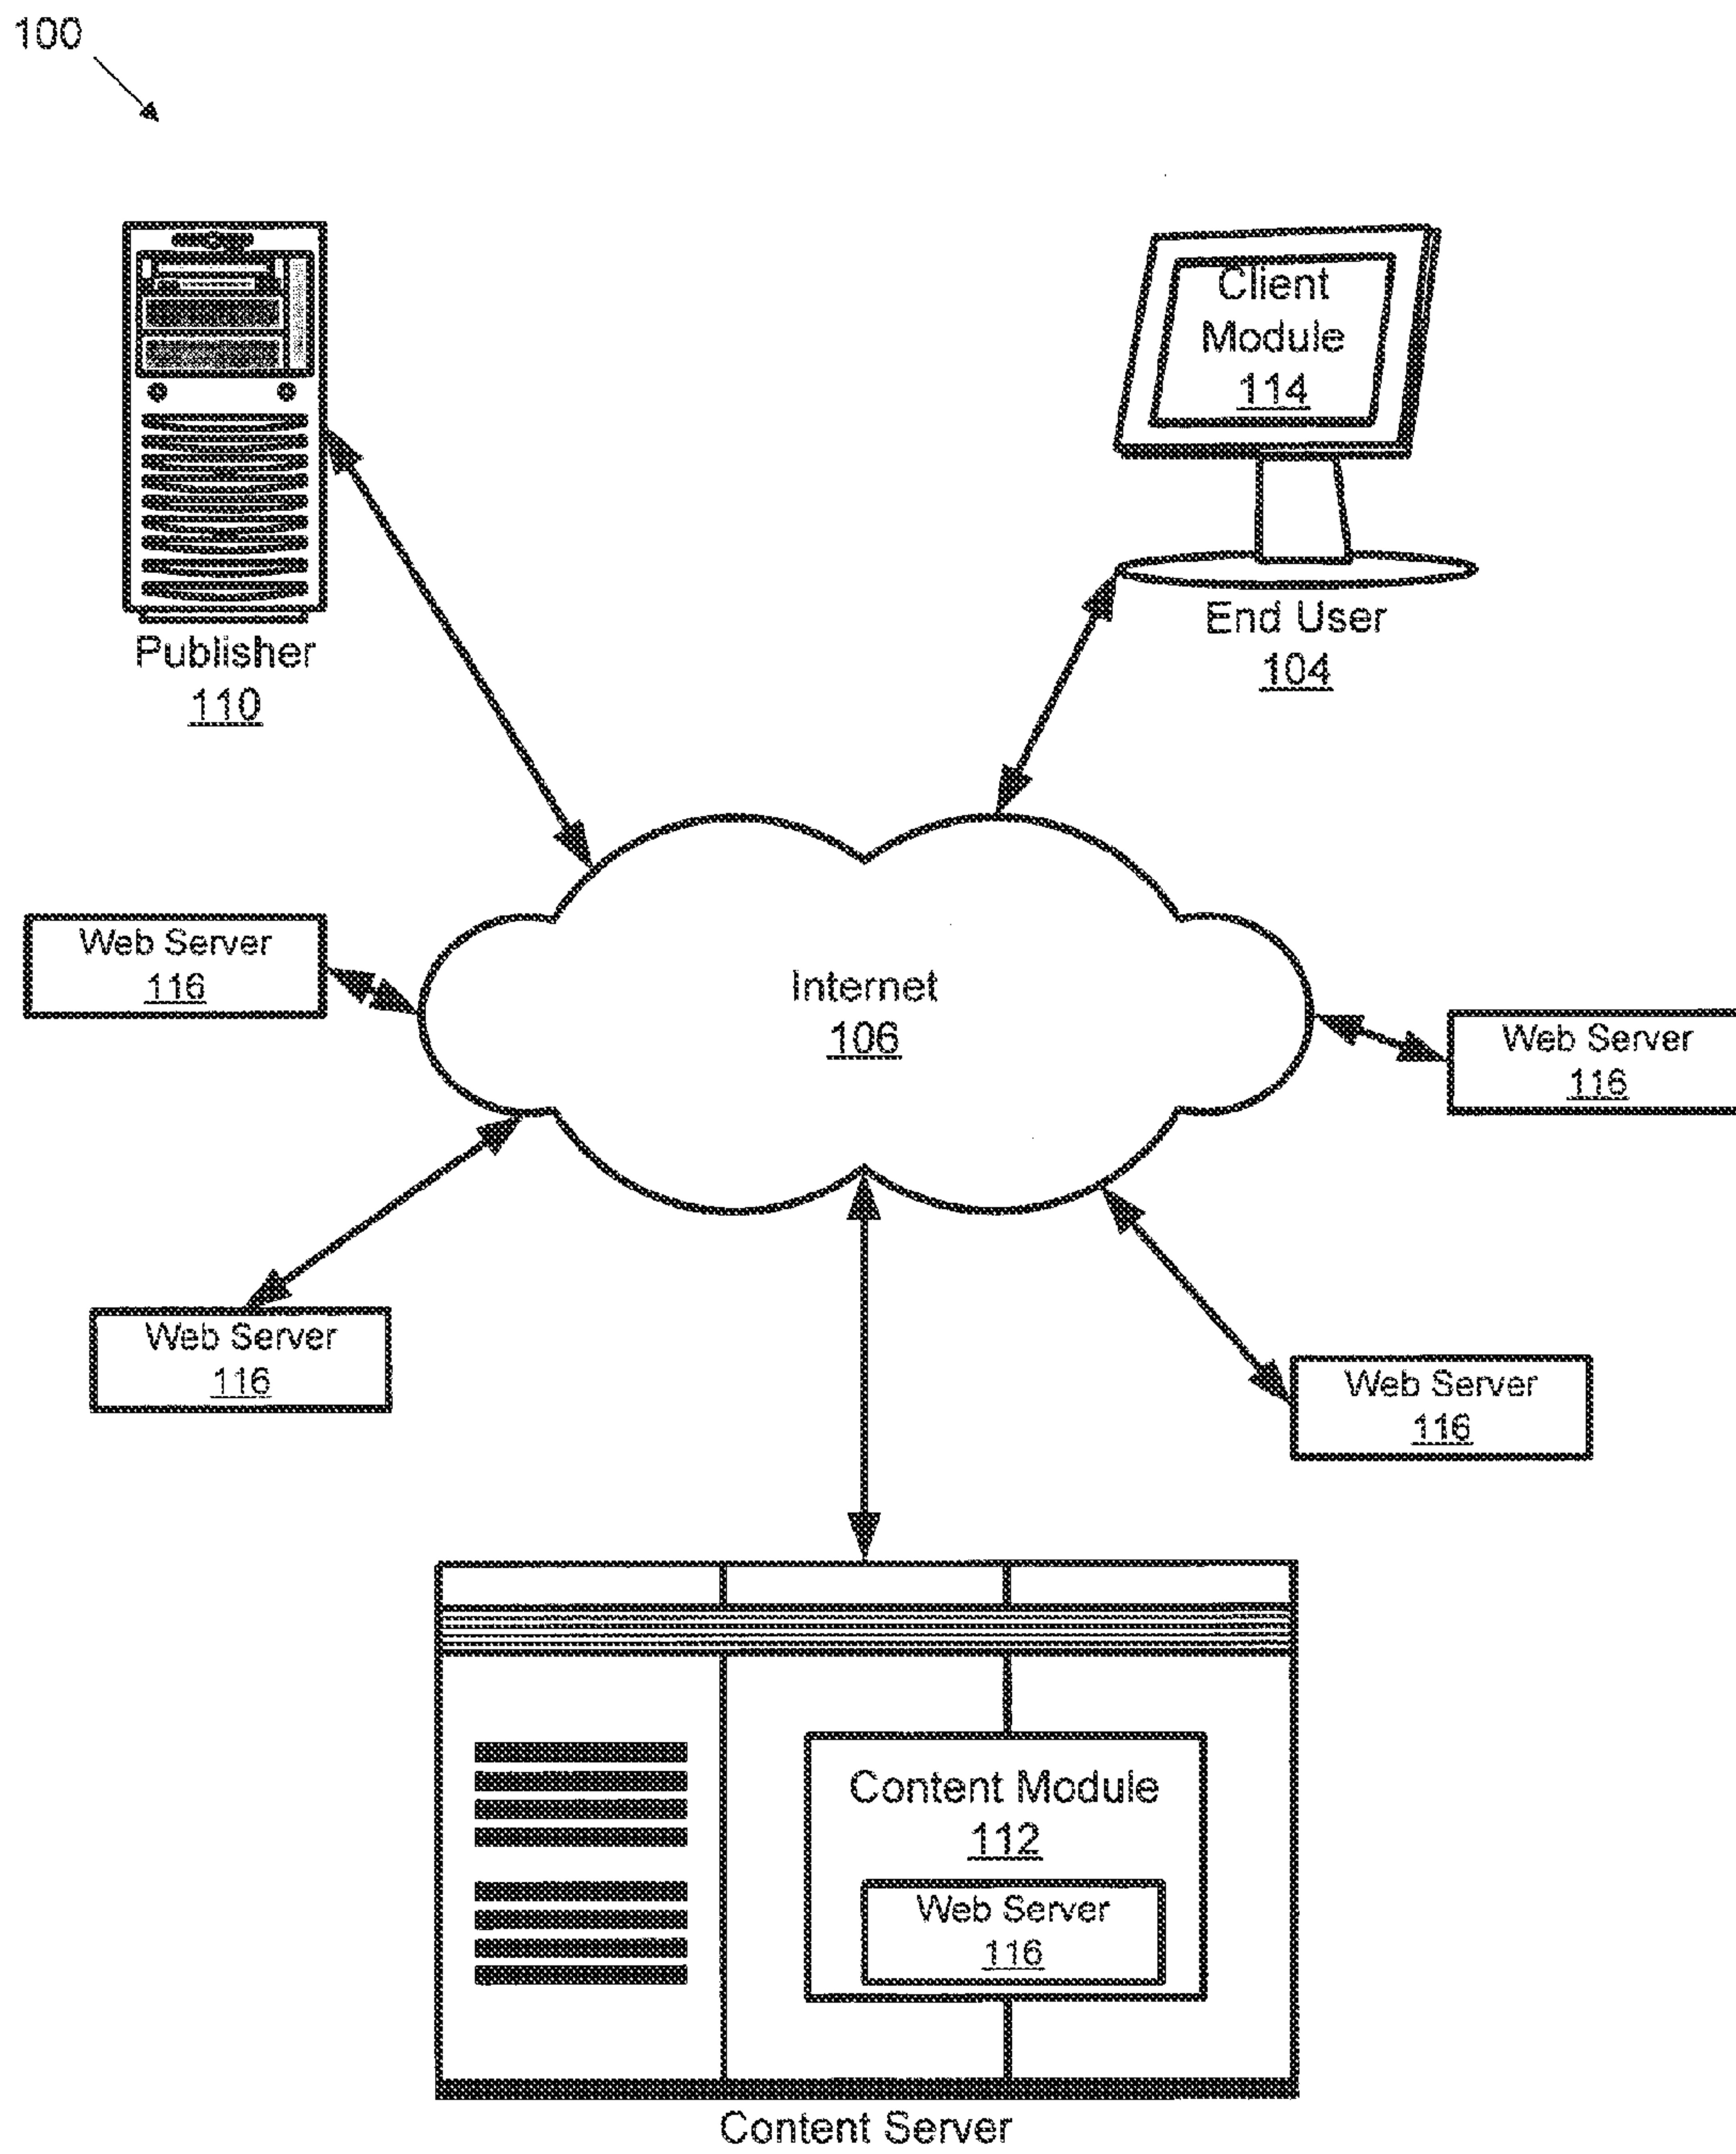 100
Client
Module
114
End User
104
Publisher
110
Internet
106
Web Server
116
Web Server
116
Web Server
116
Web Server
116
Content Module
112
Web Server
116
Content Server